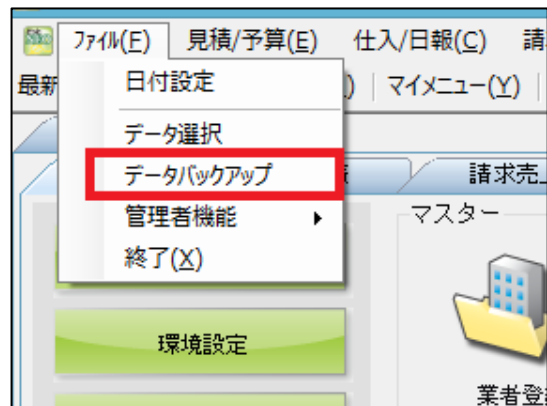 ファイル(F) 見積/予算(E) 仕入/日報(C) 請
最新 ) マイメニュー(Y)
日付設定
データ選択
データバックアップ
請求売上
管理者機能
マスター
終了(X)
環境設定
業者登